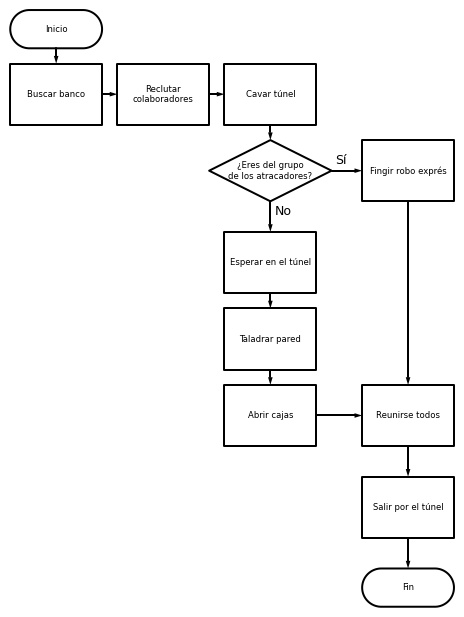 Inicio
Buscar banco
Reclutar
colaboradores
Cavar túnel
¿Eres del grupo
de los atracadores?
Sí
Fingir robo exprés
No
Esperar en el túnel
Taladrar pared
Abrir cajas
Reunirse todos
Salir por el túnel
Fin